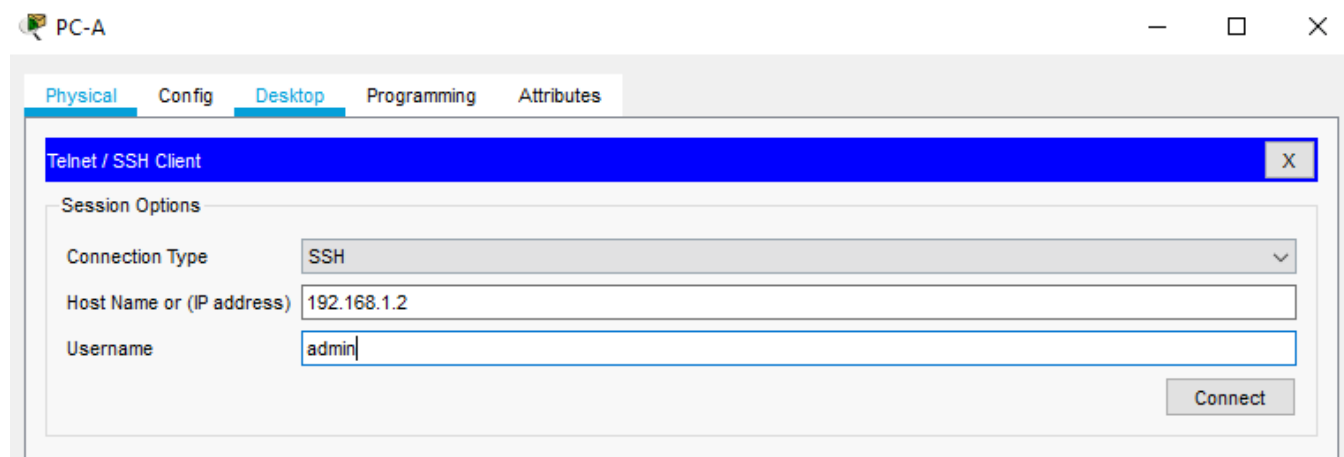 PC-A
Physical Config Desktop Programming Attributes
Telnet / SSH Client X
Session Options
Connection Type SSH
Host Name or (IP address) 192.168.1.2
Username admin
Connect